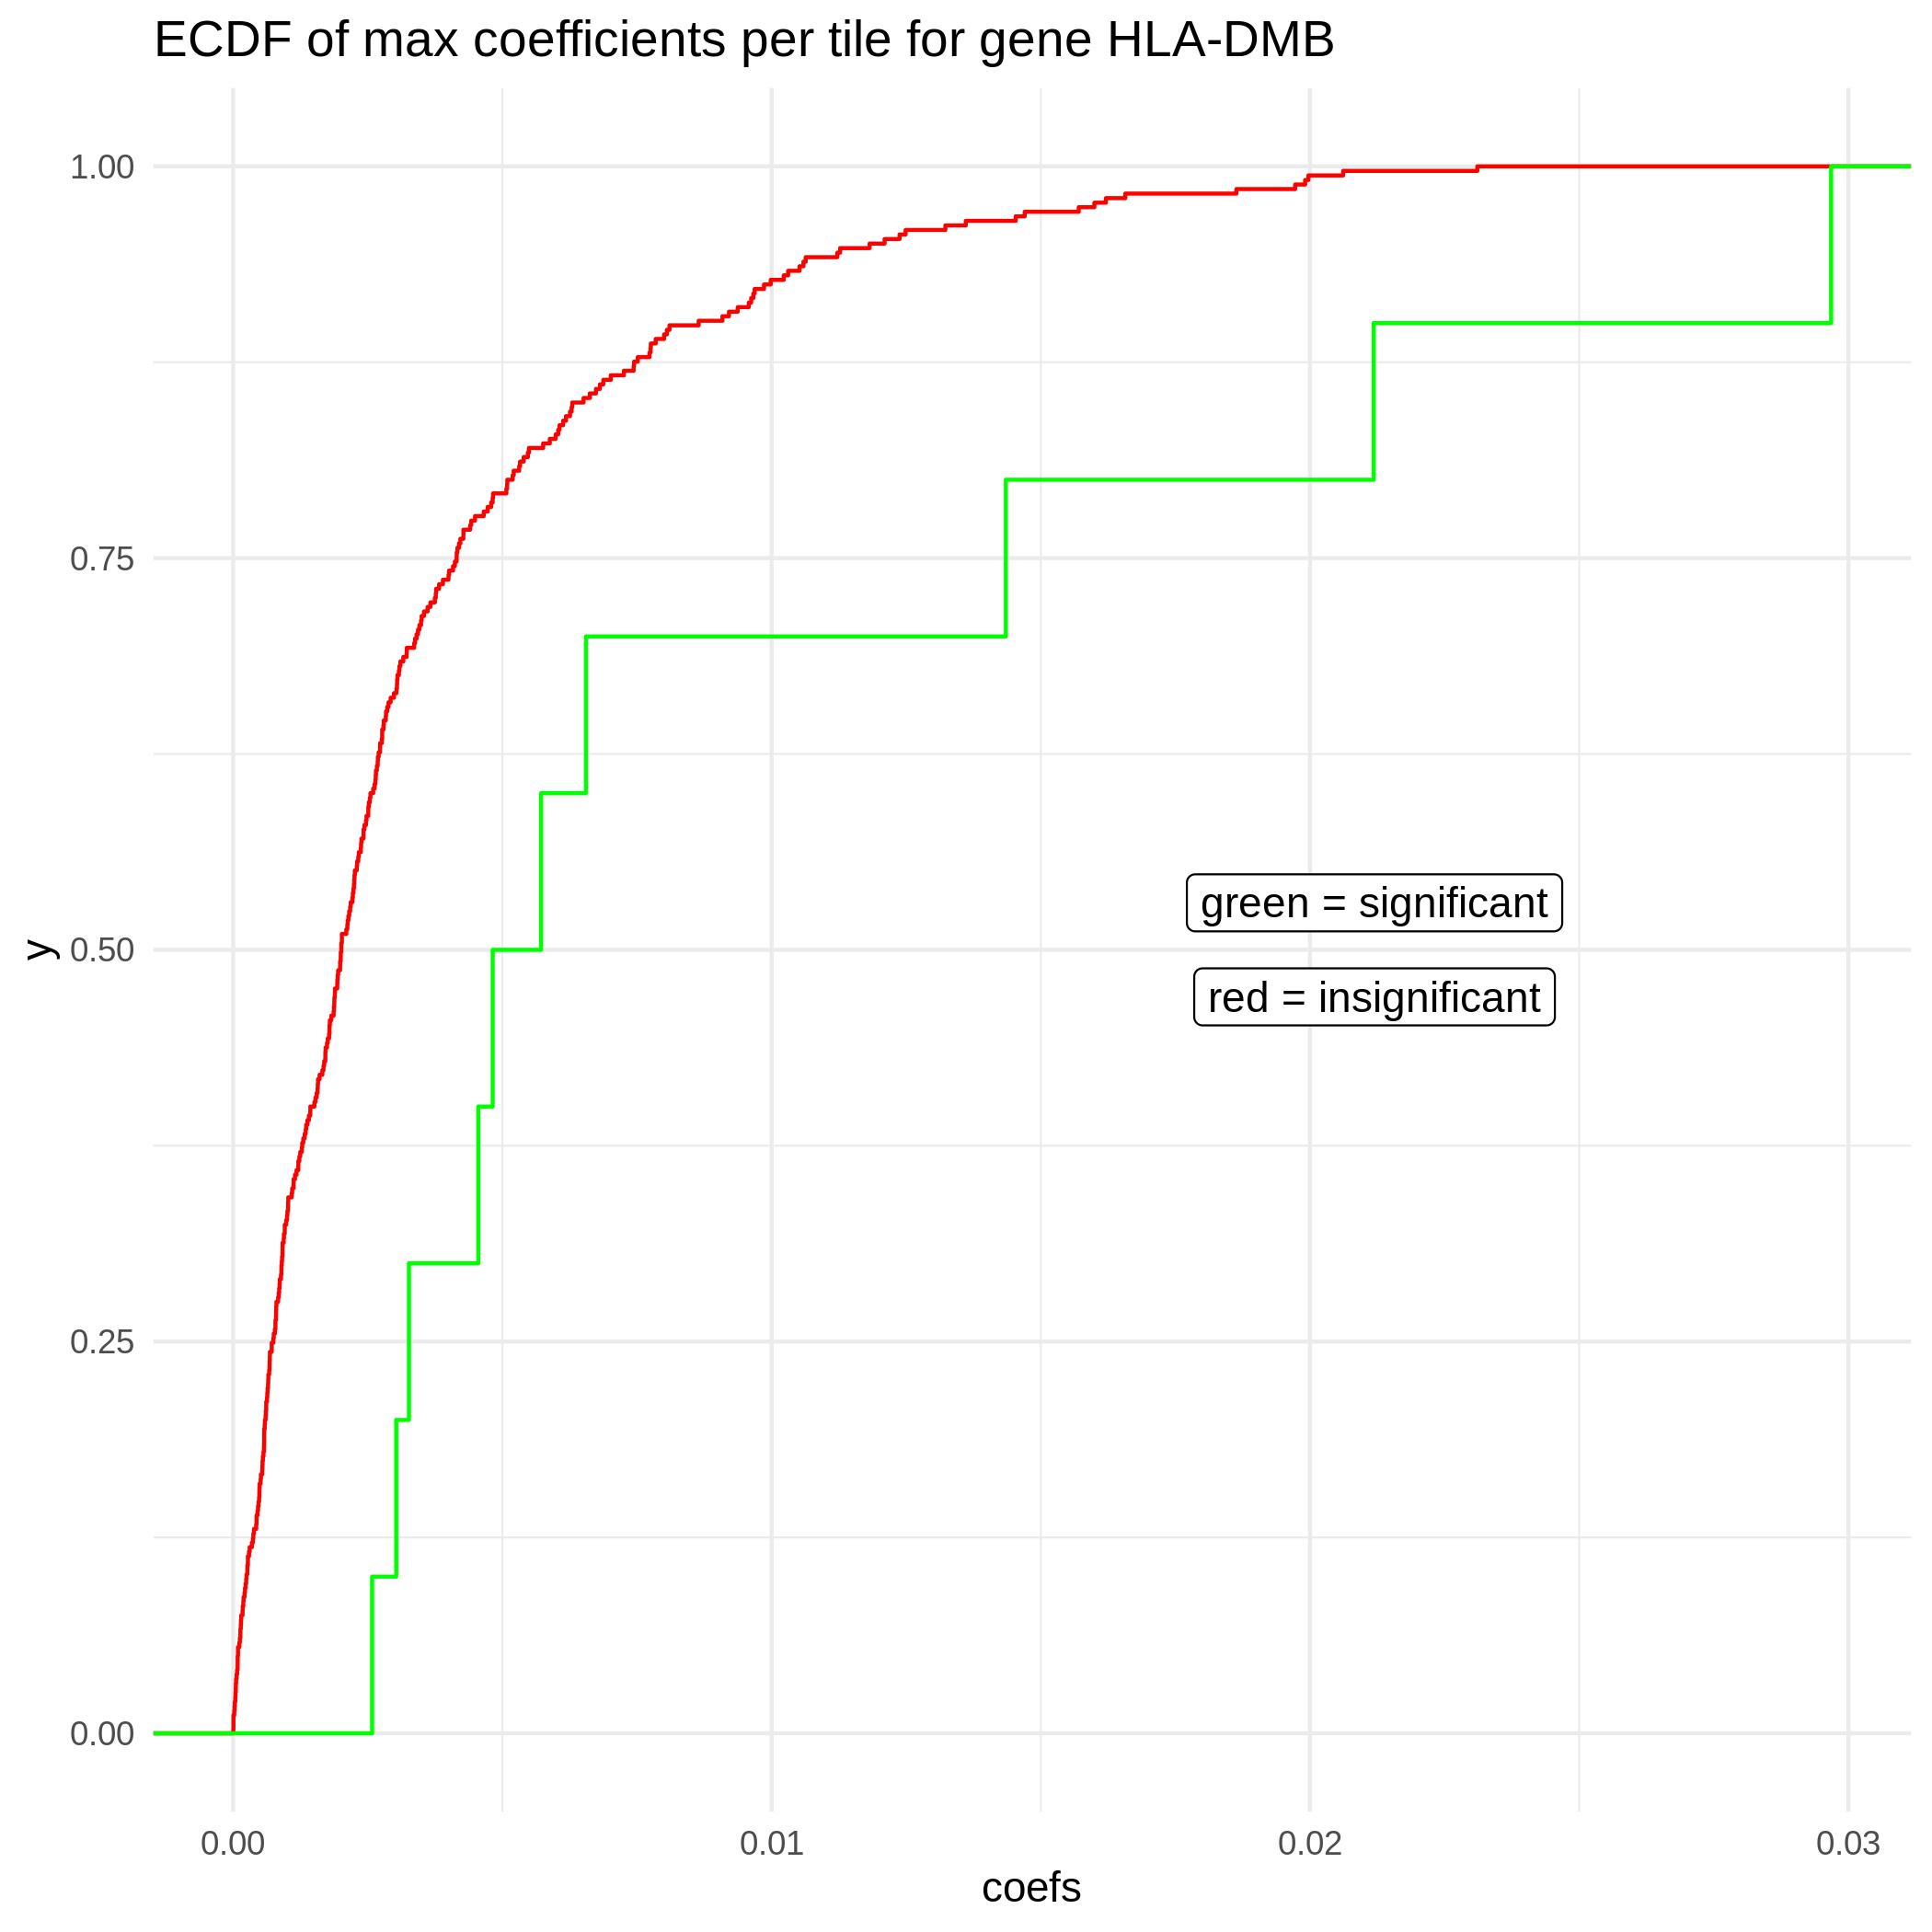 ECDF of max coefficients per tile for gene HLA-DMB
1.00
0.75
0.50
0.25
0.00
y
green = significant
red = insignificant
0.00 0.01 0.02 0.03
coefs